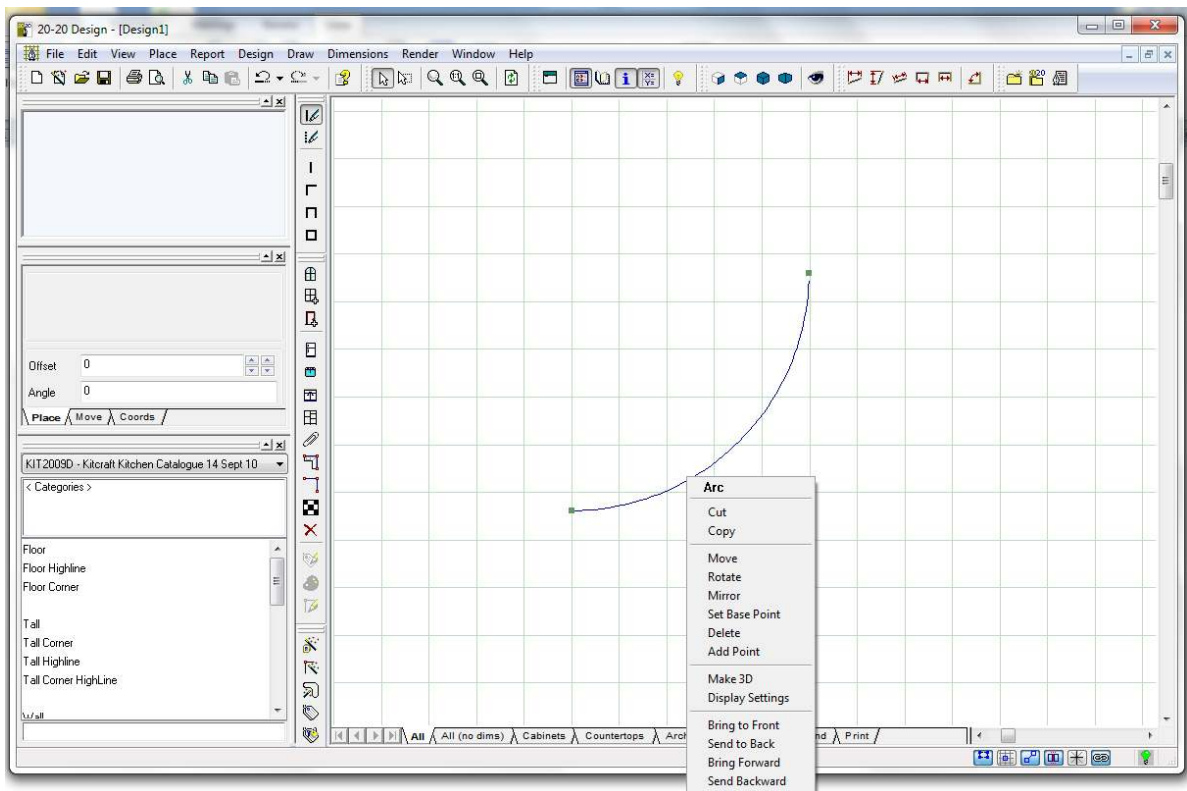 20-20 Design - [Design1]
File Edit View Place Report Design Draw Dimensions Render Window Help
Offset 0
Angle 0
Place Move Coords
KIT2009D - Kitcraft Kitchen Catalogue 14 Sept 10
< Categories >
Floor
Floor Highline
Floor Corner
Tall
Tall Corner
Tall Highline
Tall Corner HighLine
Wall
Arc
Cut
Copy
Move
Rotate
Mirror
Set Base Point
Delete
Add Point
Make 3D
Display Settings
Bring to Front
Send to Back
Bring Forward
Send Backward
All All (no dims) Cabinets Countertops Print